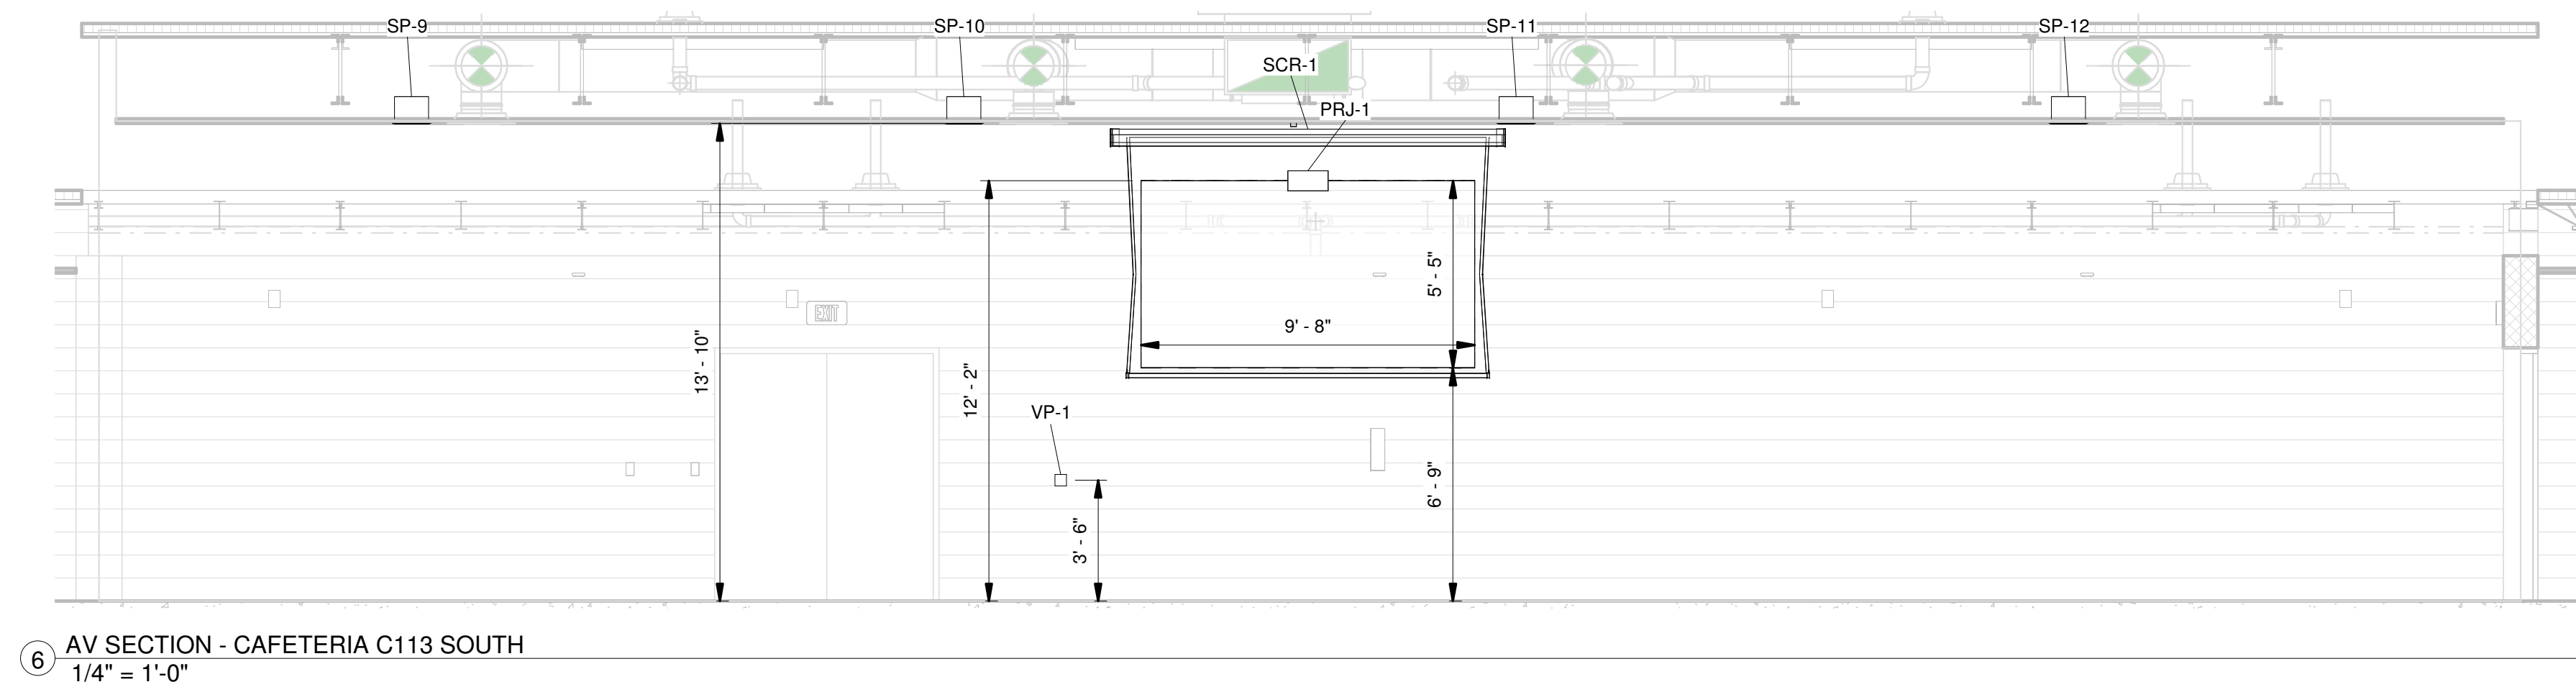 SP-9
SP-10
SP-11
SP-12
SCR-1
PRJ-1
EXIT
13' - 10"
12' - 2"
5' - 5"
9' - 8"
VP-1
3' - 6"
6' - 9"
6
AV SECTION - CAFETERIA C113 SOUTH
1/4" = 1'-0"